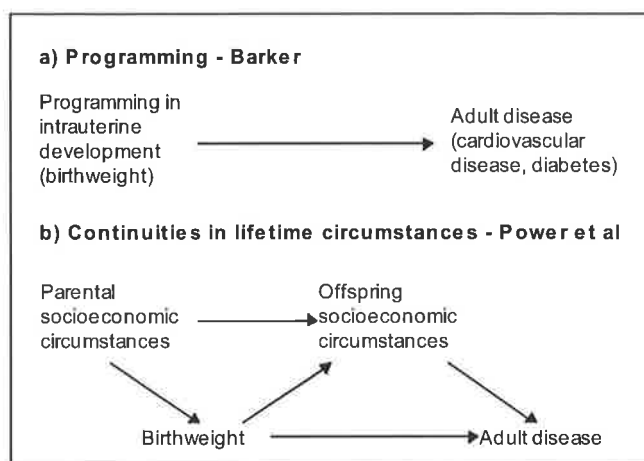 a) Programming - Barker
Programming in
intrauterine
development
(birthweight)
Adult disease
(cardiovascular
disease, diabetes)
b) Continuities in lifetime circumstances - Power et al
Parental
socioeconomic
circumstances
Offspring
socioeconomic
circumstances
Birthweight
Adult disease